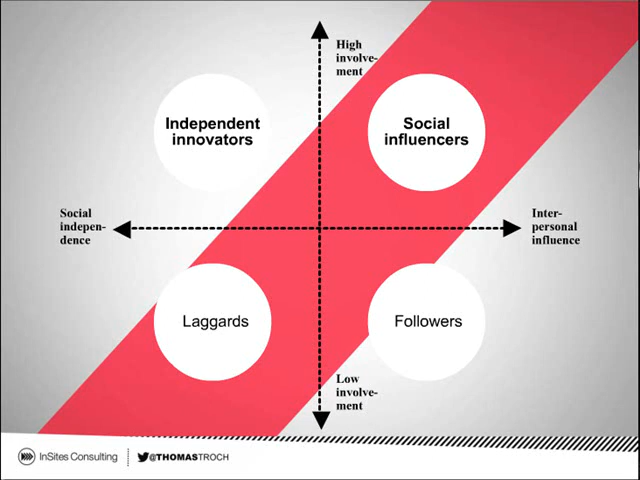 High
involve-
ment
Independent
innovators
Social
influencers
Social
indepen-
dence
Inter-
personal
influence
Laggards
Followers
Low
involve-
ment
InSites Consulting
@THOMASTROCH